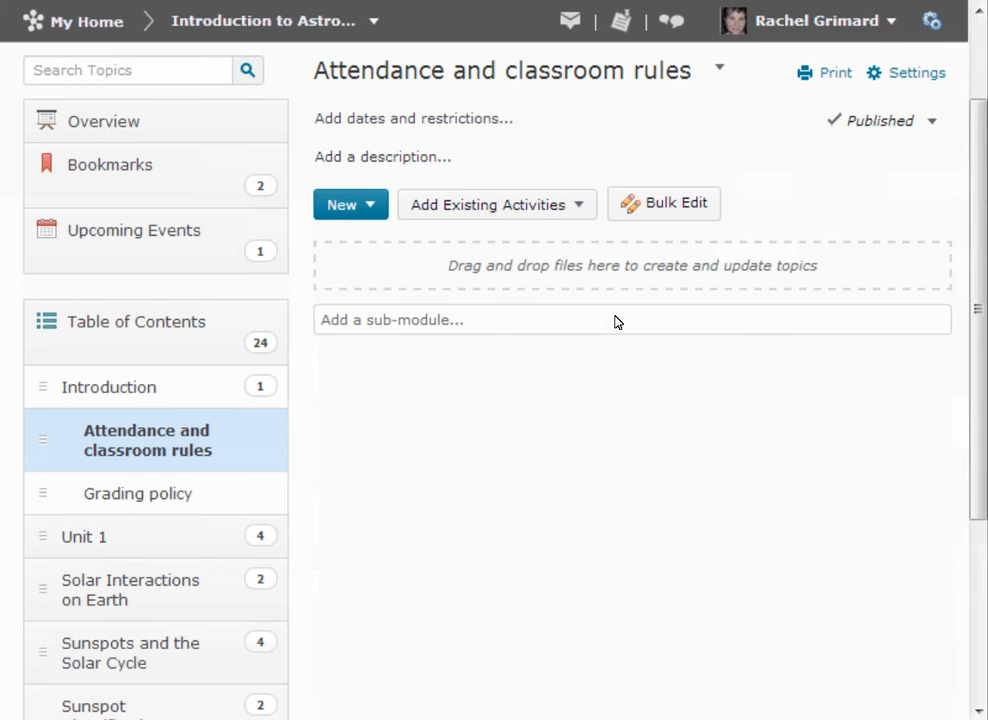 My Home
Introduction to Astro...
Rachel Grimard
Search Topics
Attendance and classroom rules
Print
Settings
Overview
Add dates and restrictions...
Published
Bookmarks
2
Add a description...
New
Add Existing Activities
Bulk Edit
Upcoming Events
1
Drag and drop files here to create and update topics
Add a sub-module...
Table of Contents
24
Introduction
1
Attendance and
classroom rules
Grading policy
Unit 1
4
Solar Interactions
on Earth
2
Sunspots and the
Solar Cycle
4
Sunspot
2